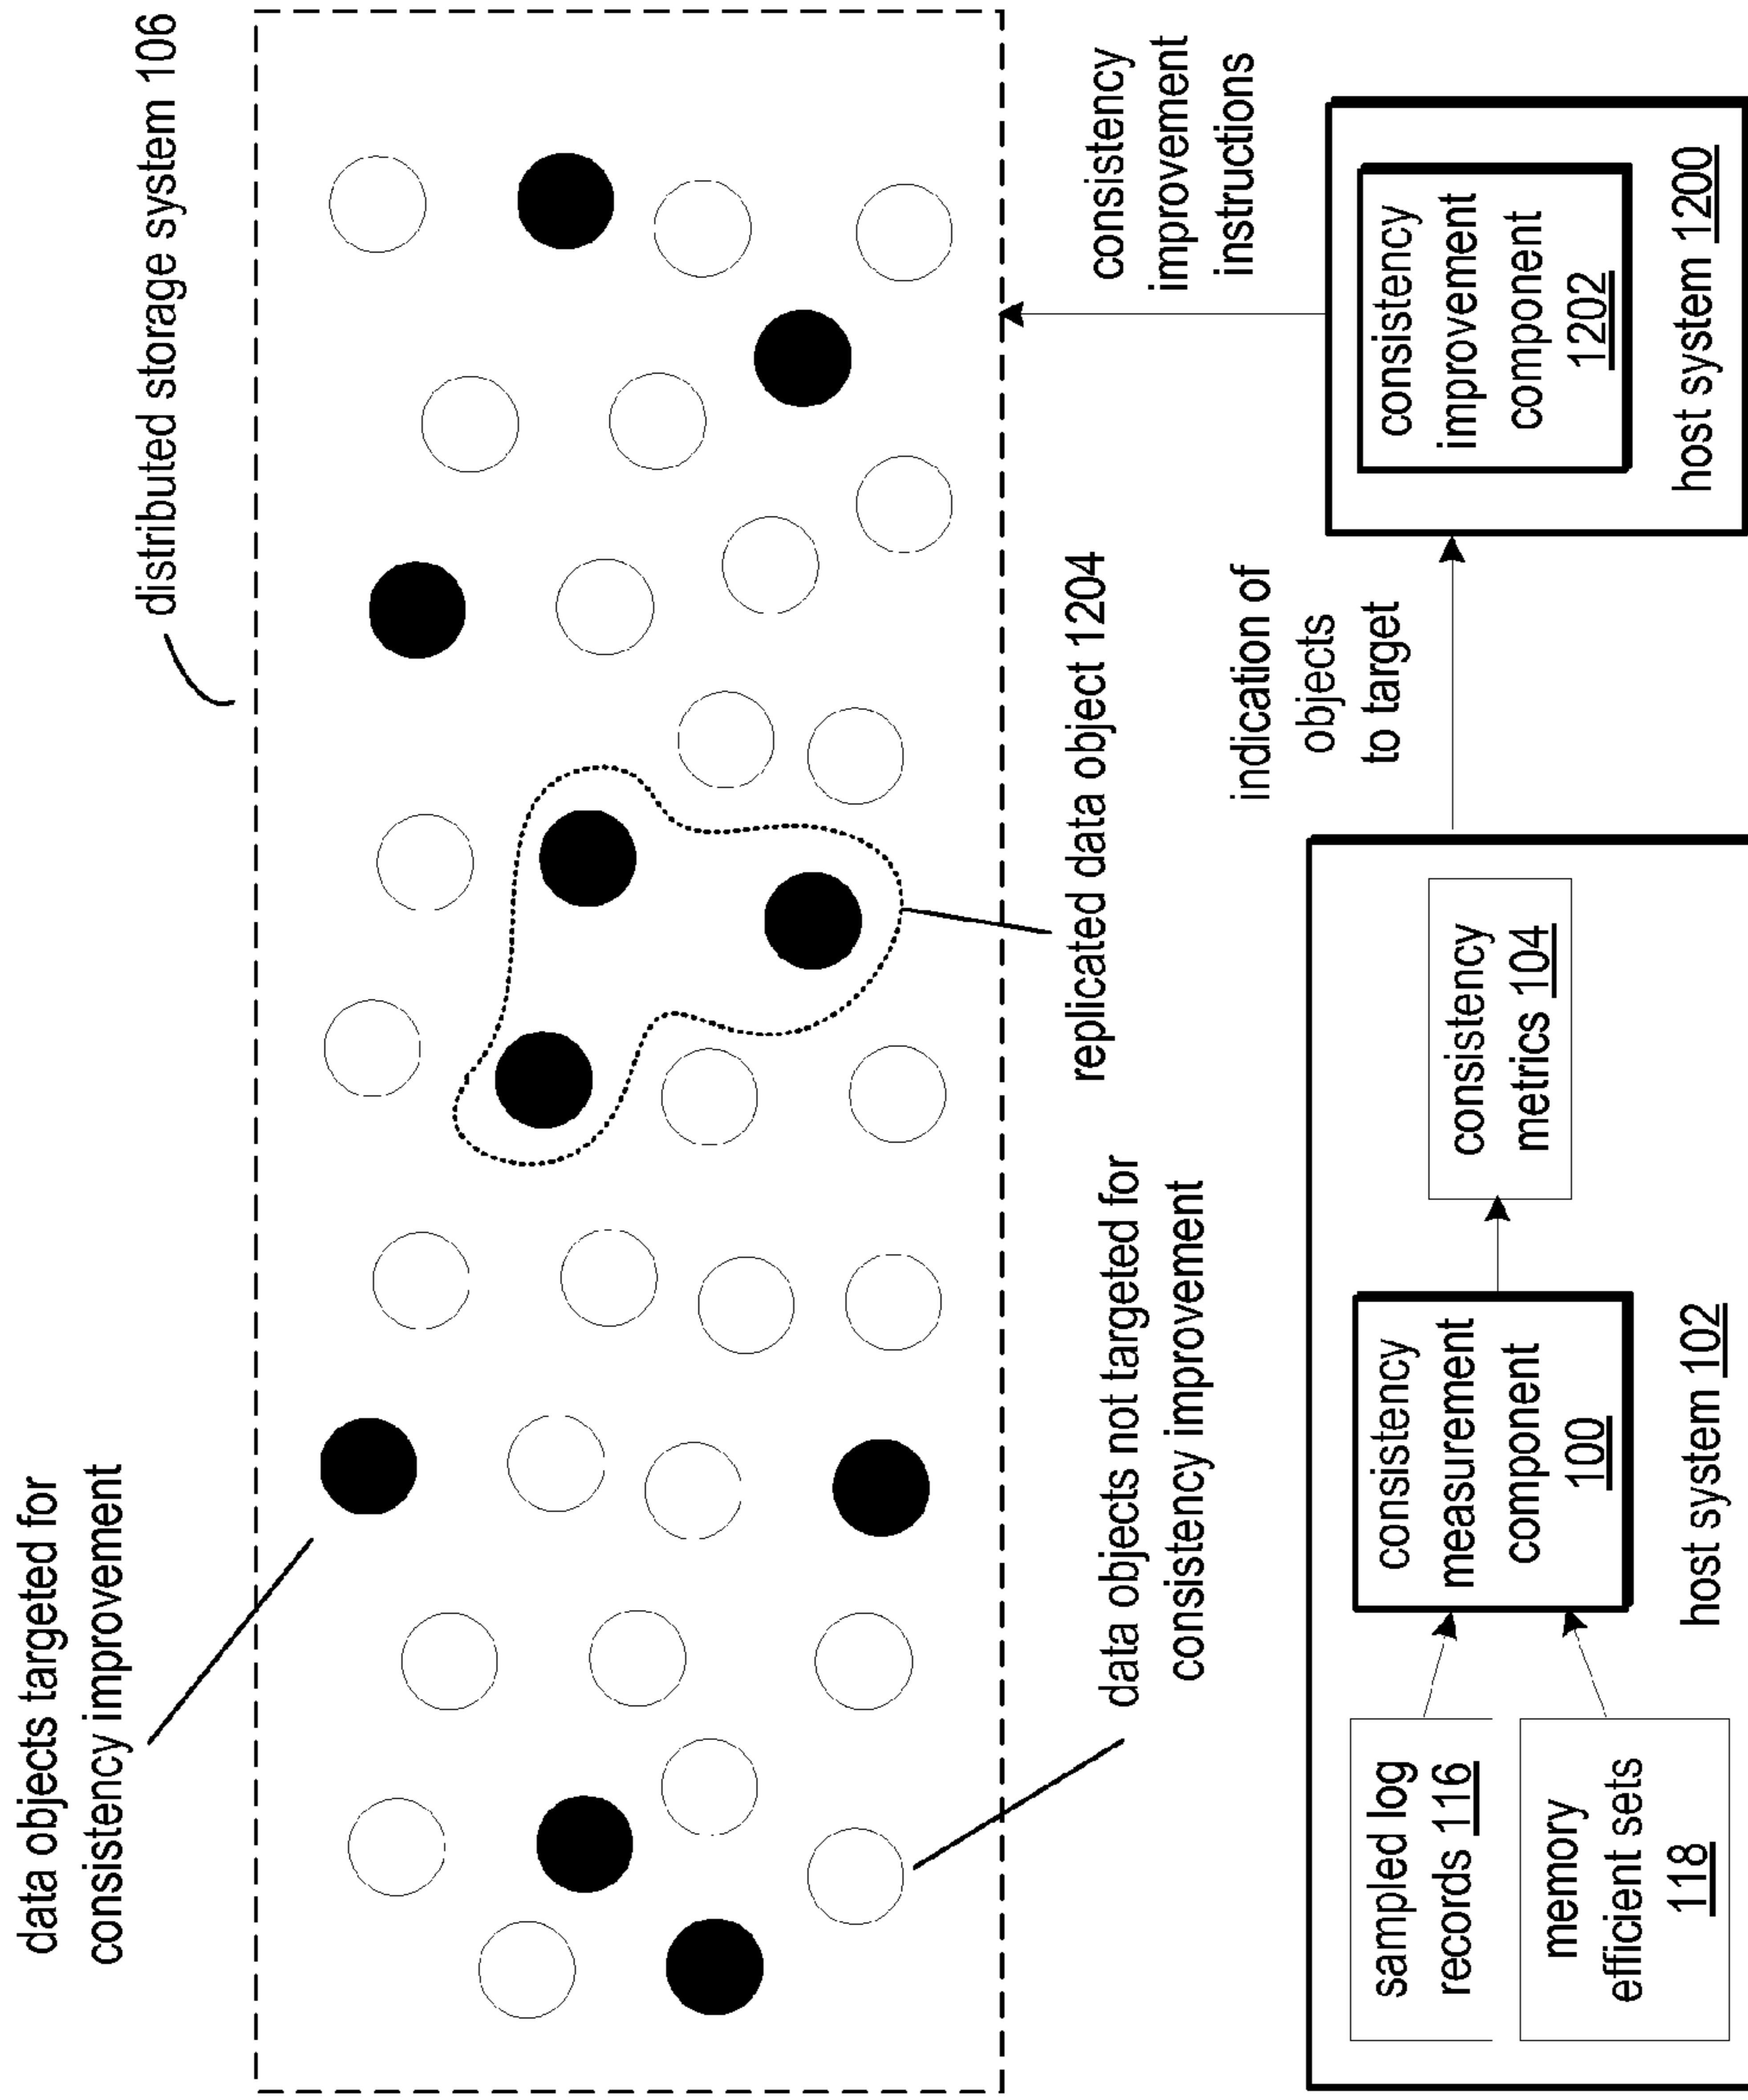 data objects targeted for
consistency improvement
distributed storage system 106
data objects not targeted for
consistency improvement
replicated data object 1204
consistency
improvement
instructions
sampled log
records 116
memory
efficient sets
118
consistency
measurement
component
100
consistency
metrics 104
host system 102
indication of
objects
to target
consistency
improvement
component
1202
host system 1200